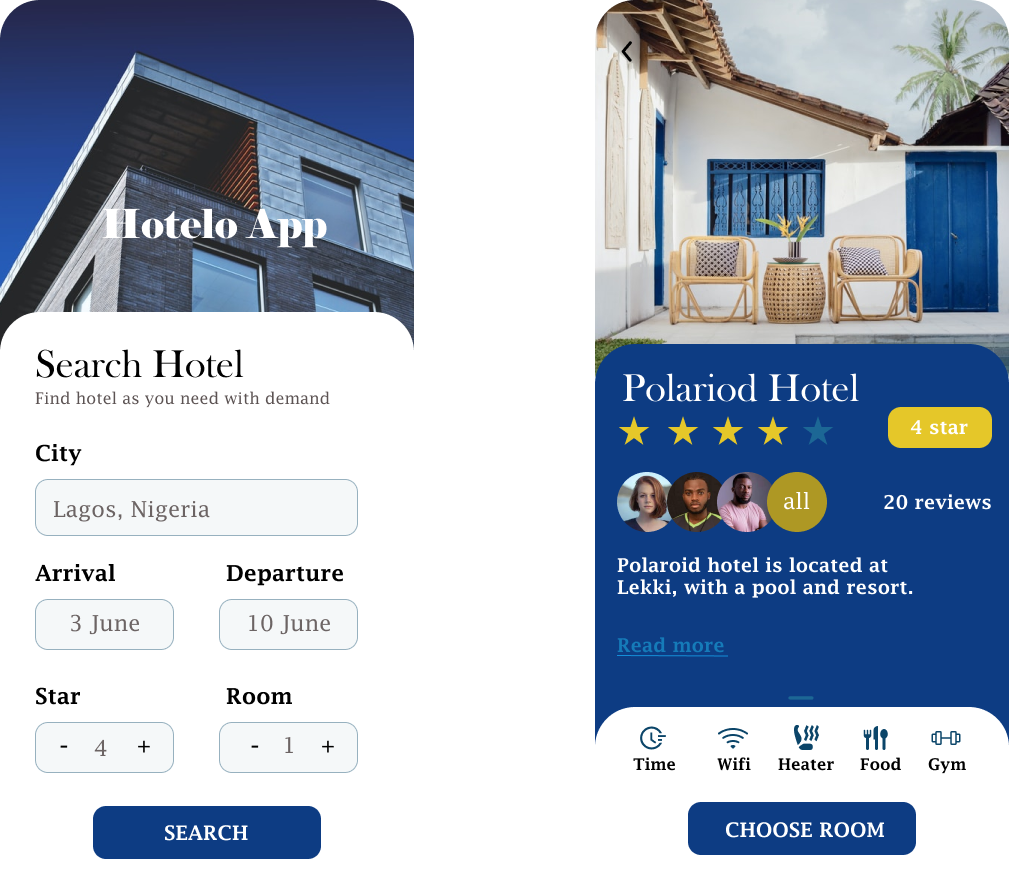 Hotelo App
Search Hotel
Find hotel as you need with demand
City
Lagos, Nigeria
Arrival Departure
3 June 10 June
Star Room
- 4 + - 1 +
SEARCH
Polariod Hotel
4 star
all
20 reviews
Polaroid hotel is located at
Lekki, with a pool and resort.
Read more
Time Wifi Heater Food Gym
CHOOSE ROOM